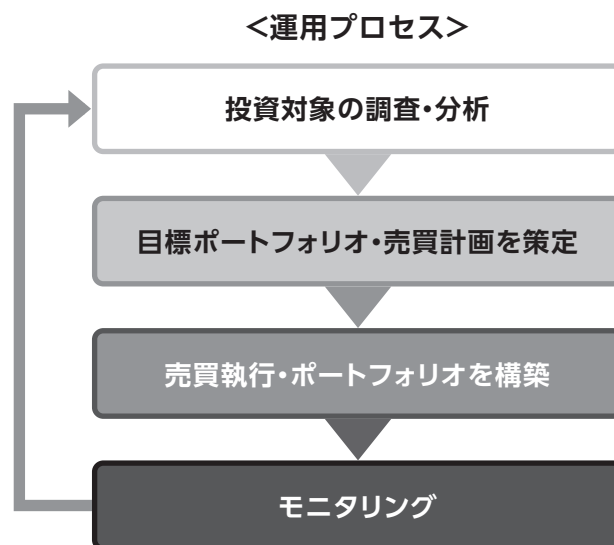 ＜運用プロセス＞
投資対象の調査・分析
目標ポートフォリオ・売買計画を策定
売買執行・ポートフォリオを構築
モニタリング